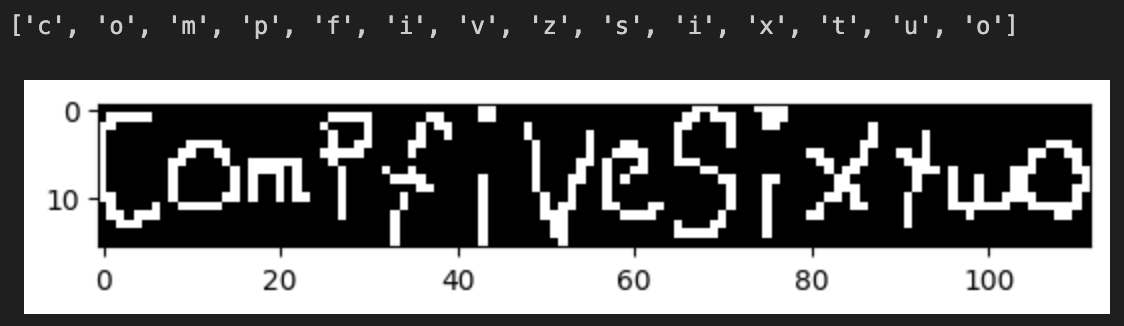 ['c', 'o', 'm', 'p', 'f', 'i', 'v', 'z', 's', 'i', 'x', 't', 'u', 'o']
0
10
CompfiVeSixtwo
0 20 40 60 80 100